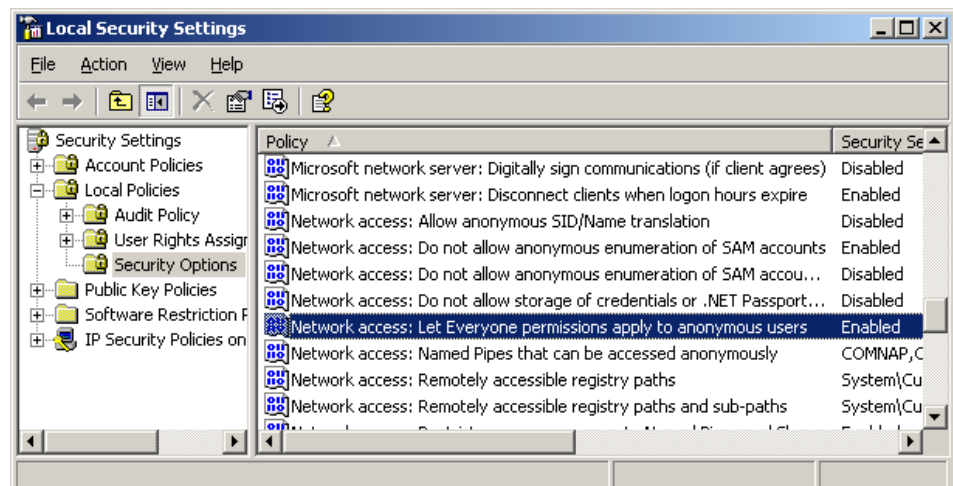 Local Security Settings
File Action View Help
Security Settings
Account Policies
Local Policies
Audit Policy
User Rights Assigr
Security Options
Public Key Policies
Software Restriction F
IP Security Policies on
Policy Security Se
Microsoft network server: Digitally sign communications (if client agrees) Disabled
Microsoft network server: Disconnect clients when logon hours expire Enabled
Network access: Allow anonymous SID/Name translation Disabled
Network access: Do not allow anonymous enumeration of SAM accounts Enabled
Network access: Do not allow anonymous enumeration of SAM accou... Disabled
Network access: Do not allow storage of credentials or .NET Passport... Disabled
Network access: Let Everyone permissions apply to anonymous users Enabled
Network access: Named Pipes that can be accessed anonymously COMNAP,C
Network access: Remotely accessible registry paths System\Cu
Network access: Remotely accessible registry paths and sub-paths System\Cu